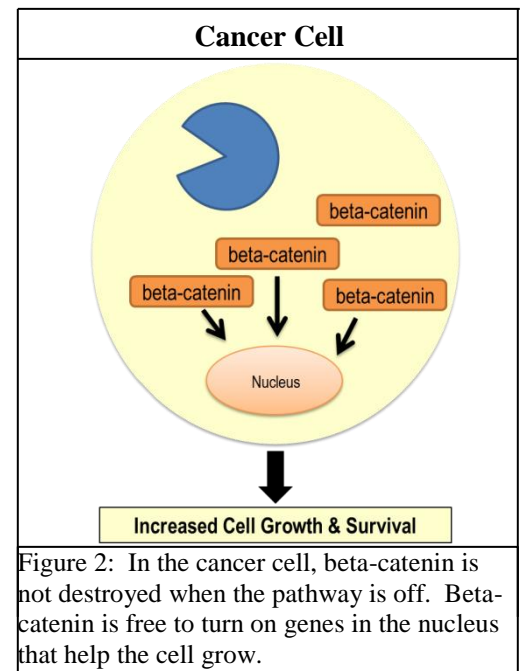 Cancer Cell
beta-catenin
beta-catenin
beta-catenin
beta-catenin
Nucleus
Increased Cell Growth & Survival
Figure 2:  In the cancer cell, beta-catenin is
not destroyed when the pathway is off.  Beta-
catenin is free to turn on genes in the nucleus
that help the cell grow.